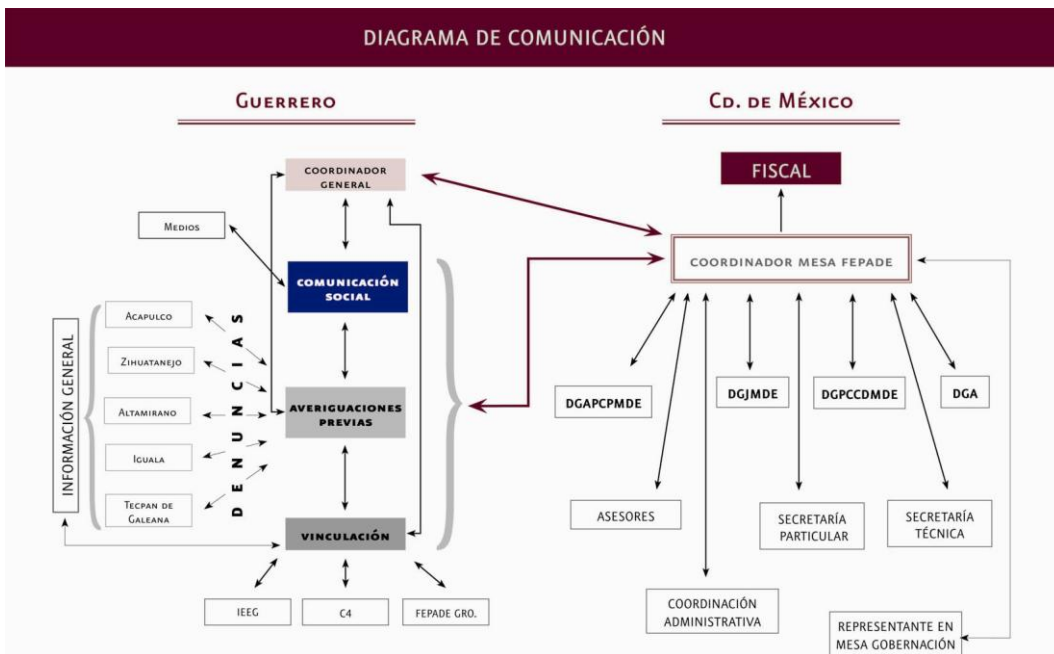 DIAGRAMA DE COMUNICACIÓN
GUERRERO
COORDINADOR
GENERAL
MEDIOS
COMUNICACIÓN
SOCIAL
INFORMACIÓN GENERAL
ACAPULCO
ZIHUATANEJO
ALTAMIRANO
IGUALA
TECPAN DE
GALEANA
DENUNCIAS
AVERIGUACIONES
PREVIAS
VINCULACIÓN
IEEG
C4
FEPADE GRO.
CD. DE MÉXICO
FISCAL
COORDINADOR MESA FEPADE
DGAPCPMDE
DGJMDE
DGPCCDMDE
DGA
ASESORES
SECRETARÍA
PARTICULAR
SECRETARÍA
TÉCNICA
COORDINACIÓN
ADMINISTRATIVA
REPRESENTANTE EN
MESA GOBERNACIÓN